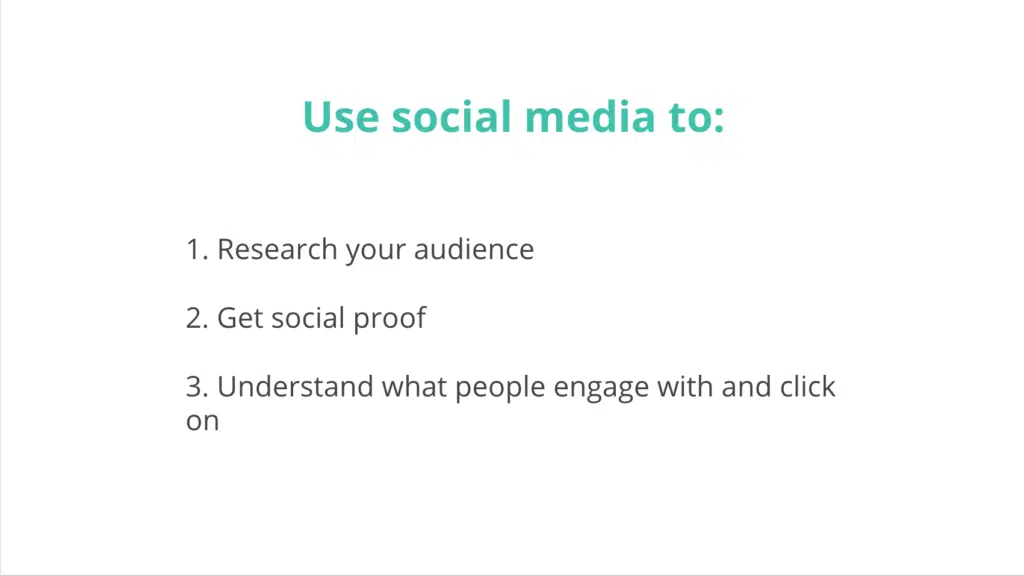 Use social media to:
1. Research your audience
2. Get social proof
3. Understand what people engage with and click
on